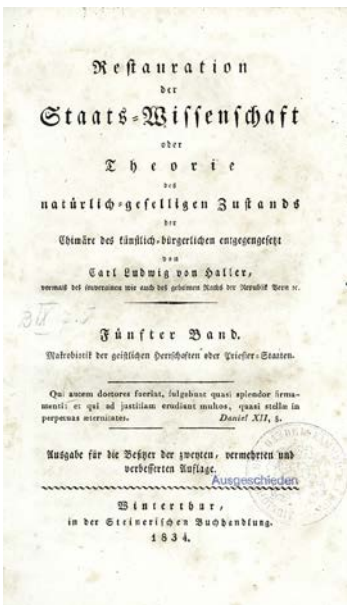 Restauration
der
Staats-Wissenschaft
oder
Theorie
des
natürlich-geselligen Zustands
der
Chimäre des künstlich-bürgerlichen entgegengesetzt
von
Carl Ludwig von Haller,
vormals des souverainen wie auch des geheimen Raths der Republik Bern ꝛc.
Fünfter Band.
Makrobiotik der geistlichen Herrschaften oder Priester-Staaten.
Qui autem doctores fuerint, fulgebunt quasi splendor firma-
menti: et qui ad justitiam erudiunt multos, quasi stellæ in
perpetuas æternitates. Daniel XII, 3.
Ausgabe für die Besitzer der zweyten, vermehrten und
verbesserten Auflage.
Ausgeschieden
Winterthur,
in der Steinerischen Buchhandlung.
1834.